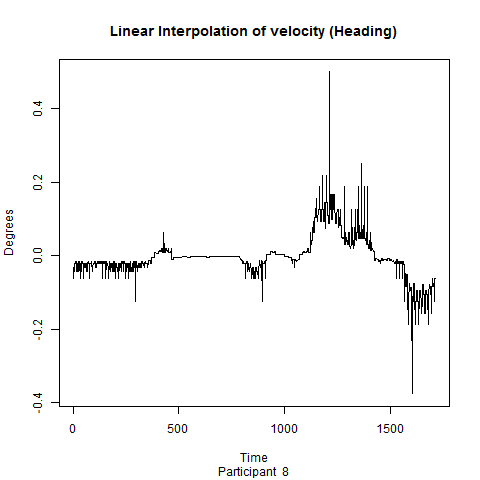 Linear Interpolation of velocity (Heading)
Degrees
0.4
0.2
0.0
-0.2
-0.4
0 500 1000 1500
Time
Participant 8